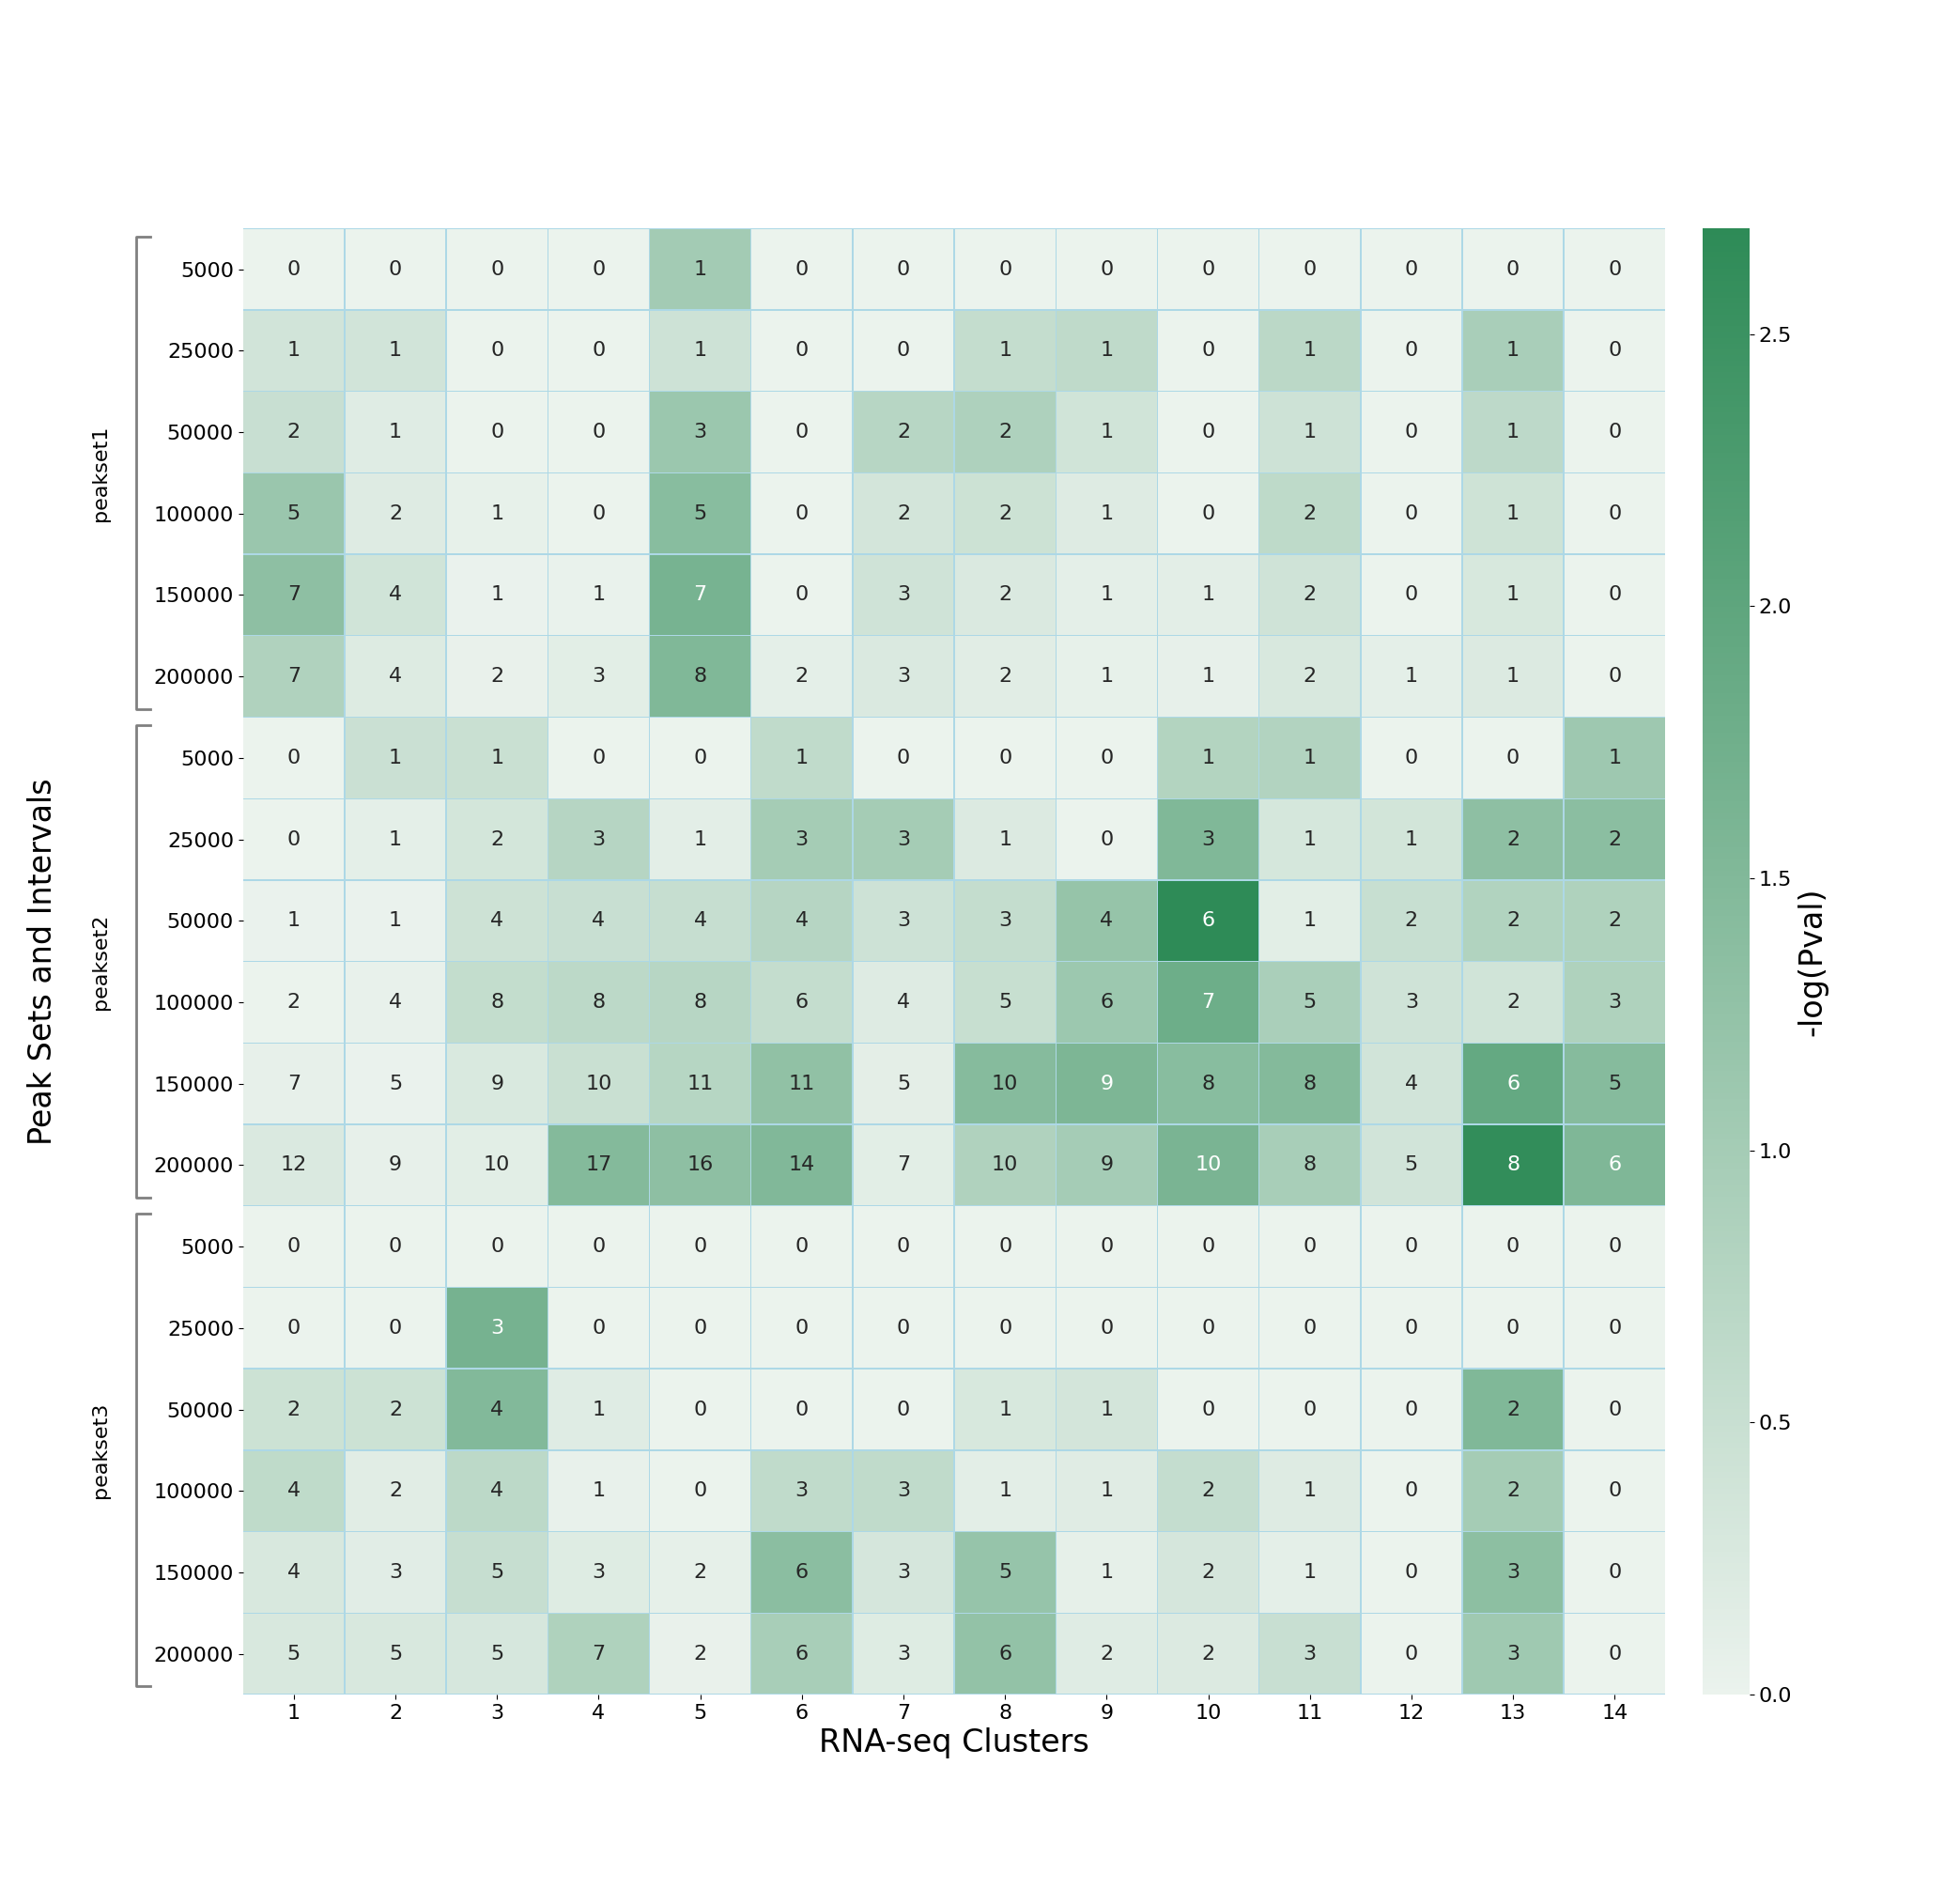 5000 0 0 0 0 1 0 0 0 0 0 0 0 0 0
25000 1 1 0 0 1 0 0 1 1 0 1 0 1 0
50000 2 1 0 0 3 0 2 2 1 0 1 0 1 0
100000 5 2 1 0 5 0 2 2 1 0 2 0 1 0
150000 7 4 1 1 7 0 3 2 1 1 2 0 1 0
200000 7 4 2 3 8 2 3 2 1 1 2 1 1 0
peakset1
5000 0 1 1 0 0 1 0 0 0 1 1 0 0 1
25000 0 1 2 3 1 3 3 1 0 3 1 1 2 2
50000 1 1 4 4 4 4 3 3 4 6 1 2 2 2
100000 2 4 8 8 8 6 4 5 6 7 5 3 2 3
150000 7 5 9 10 11 11 5 10 9 8 8 4 6 5
200000 12 9 10 17 16 14 7 10 9 10 8 5 8 6
peakset2
5000 0 0 0 0 0 0 0 0 0 0 0 0 0 0
25000 0 0 3 0 0 0 0 0 0 0 0 0 0 0
50000 2 2 4 1 0 0 0 1 1 0 0 0 2 0
100000 4 2 4 1 0 3 3 1 1 2 1 0 2 0
150000 4 3 5 3 2 6 3 5 1 2 1 0 3 0
200000 5 5 5 7 2 6 3 6 2 2 3 0 3 0
peakset3
Peak Sets and Intervals
1 2 3 4 5 6 7 8 9 10 11 12 13 14
RNA-seq Clusters
2.5
2.0
1.5
1.0
0.5
0.0
-log(Pval)